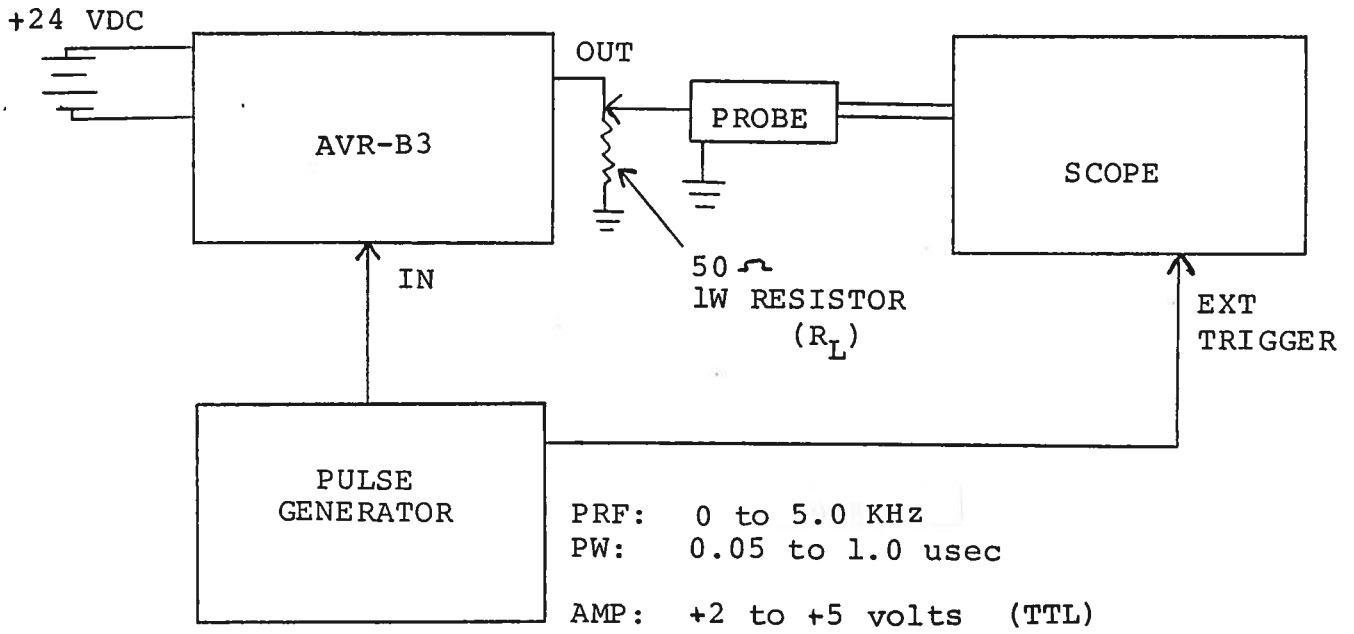 +24 VDC
OUT
AVR-B3
PROBE
SCOPE
IN
50 Ω
1W RESISTOR
(R_L)
EXT
TRIGGER
PULSE
GENERATOR
PRF: 0 to 5.0 KHz
PW: 0.05 to 1.0 usec
AMP: +2 to +5 volts (TTL)